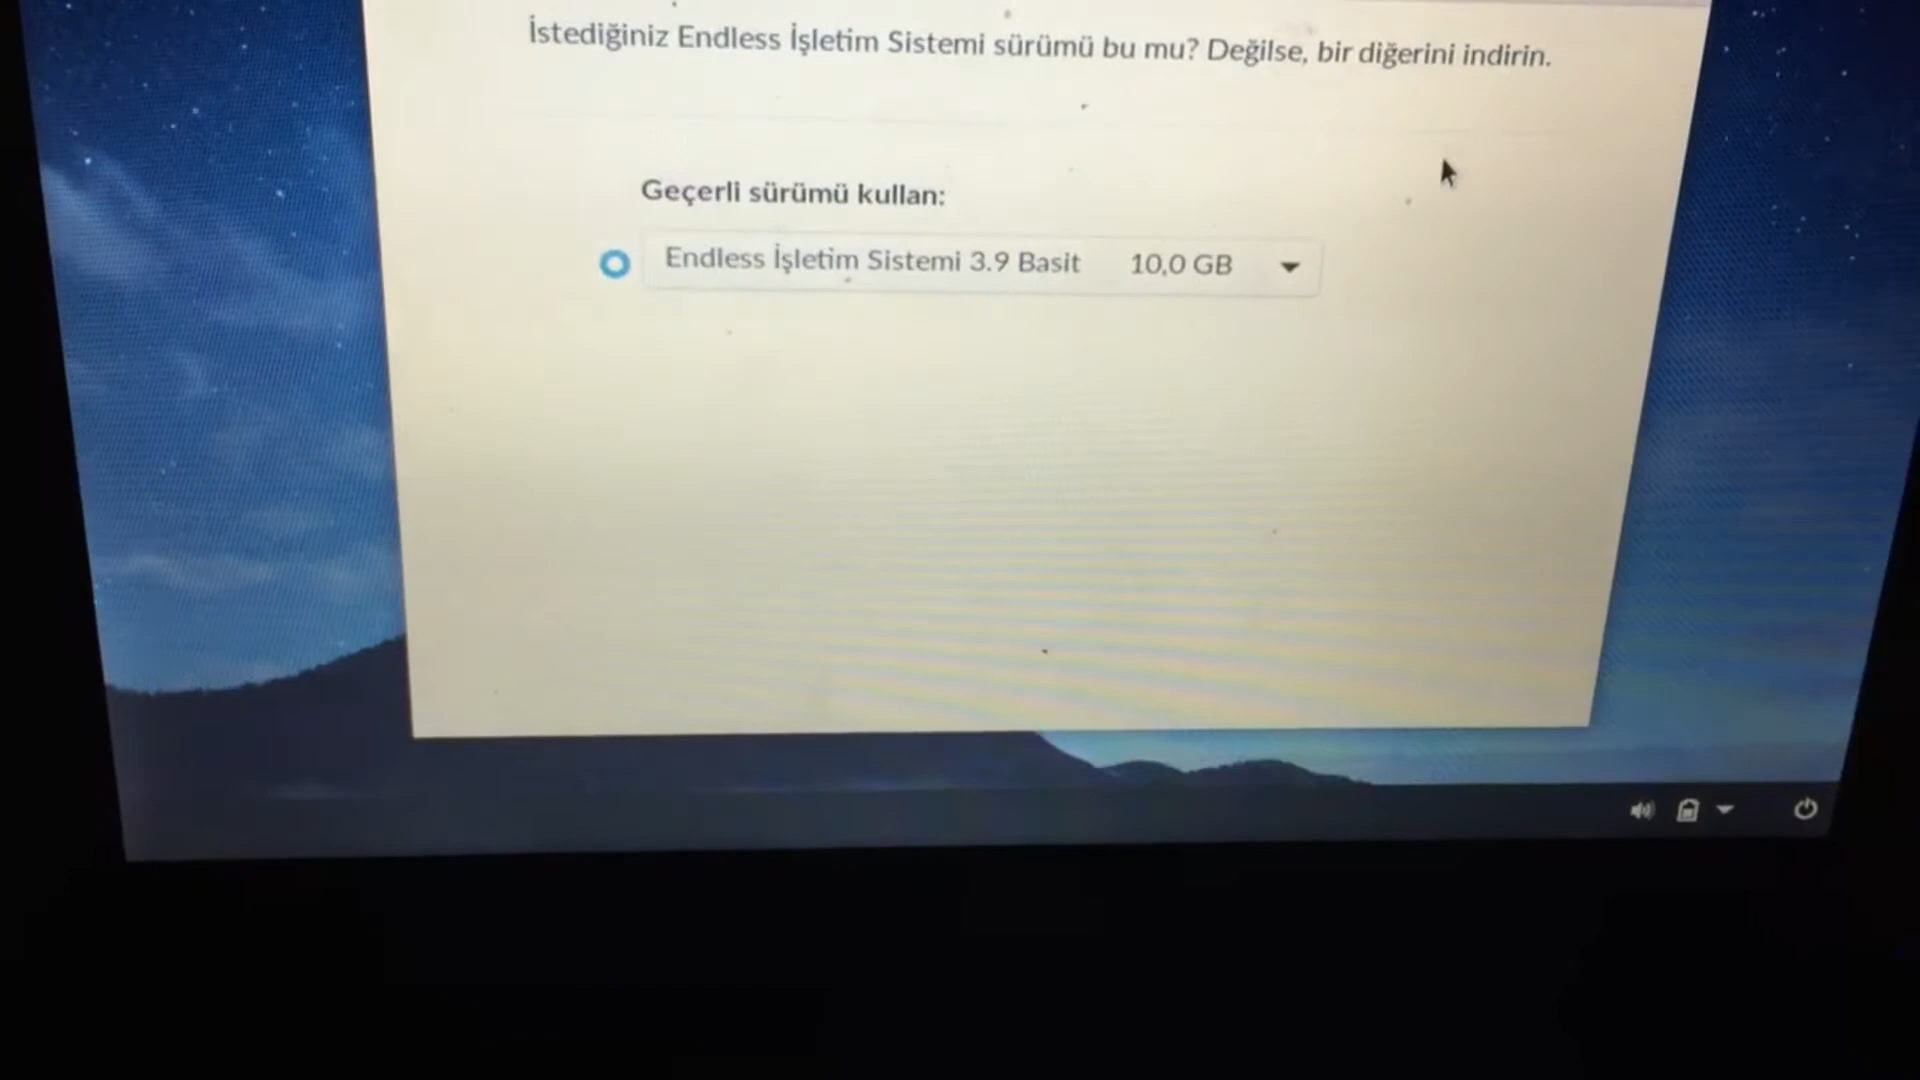 İstediğiniz Endless İşletim Sistemi sürümü bu mu? Değilse, bir diğerini indirin.
Geçerli sürümü kullan:
Endless İşletim Sistemi 3.9 Basit 10,0 GB